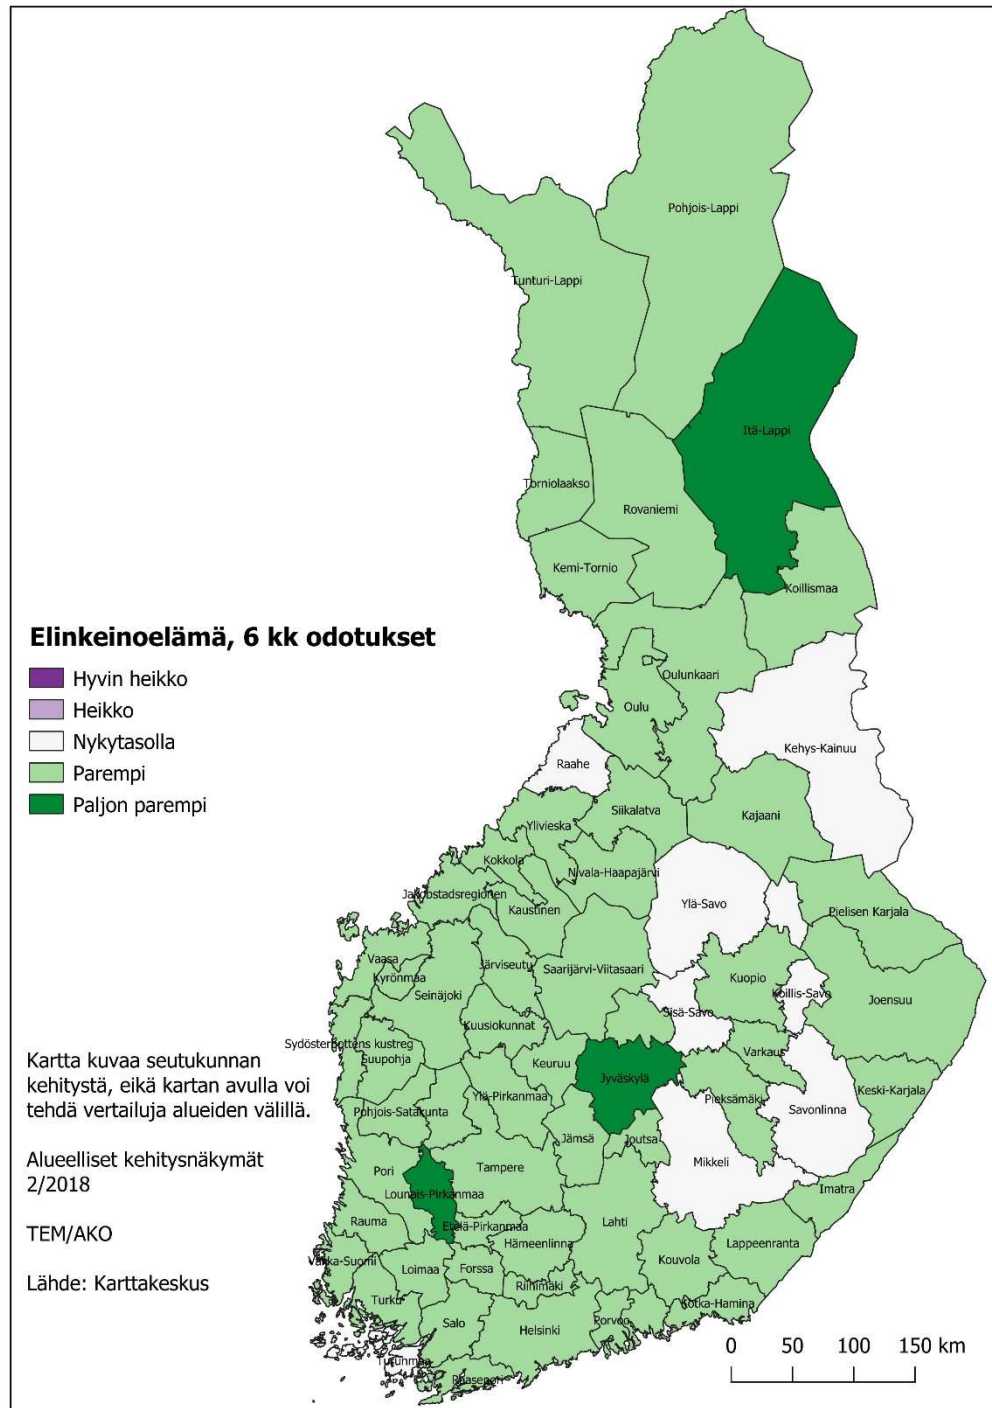 Pohjois-Lappi
Tunturi-Lappi
Itä-Lappi
Torniolaakso
Rovaniemi
Kemi-Tornio
Koillismaa
Elinkeinoelämä, 6 kk odotukset
Hyvin heikko
Heikko
Nykytasolla
Parempi
Paljon parempi
Oulunkaari
Oulu
Kehys-Kainuu
Raahe
Siikalatva
Kajaani
Ylivieska
Kokkola
Nivala-Haapajärvi
Jakobstadsregionen
Kaustinen
Ylä-Savo
Pielisen Karjala
Vaasa
Kyrönmaa
Järviseutu
Saarijärvi-Viitasaari
Kuopio
Koillis-Savo
Joensuu
Seinäjoki
Sisä-Savo
Kuusiokunnat
Sydösterbottens kustreg
Suupohja
Keuruu
Varkaus
Jyväskylä
Ylä-Pirkanmaa
Pieksämäki
Keski-Karjala
Savonlinna
Pohjois-Satakunta
Jämsä
Joutsa
Mikkeli
Kartta kuvaa seutukunnan
kehitystä, eikä kartan avulla voi
tehdä vertailuja alueiden välillä.
Alueelliset kehitysnäkymät
2/2018
TEM/AKO
Lähde: Karttakeskus
Pori
Tampere
Lounais-Pirkanmaa
Imatra
Rauma
Etelä-Pirkanmaa
Lahti
Hämeenlinna
Lappeenranta
Vakka-Suomi
Loimaa
Forssa
Kouvola
Riihimäki
Turku
Kotka-Hamina
Salo
Helsinki
Porvoo
Turunmaa
Raasepori
0 50 100 150 km